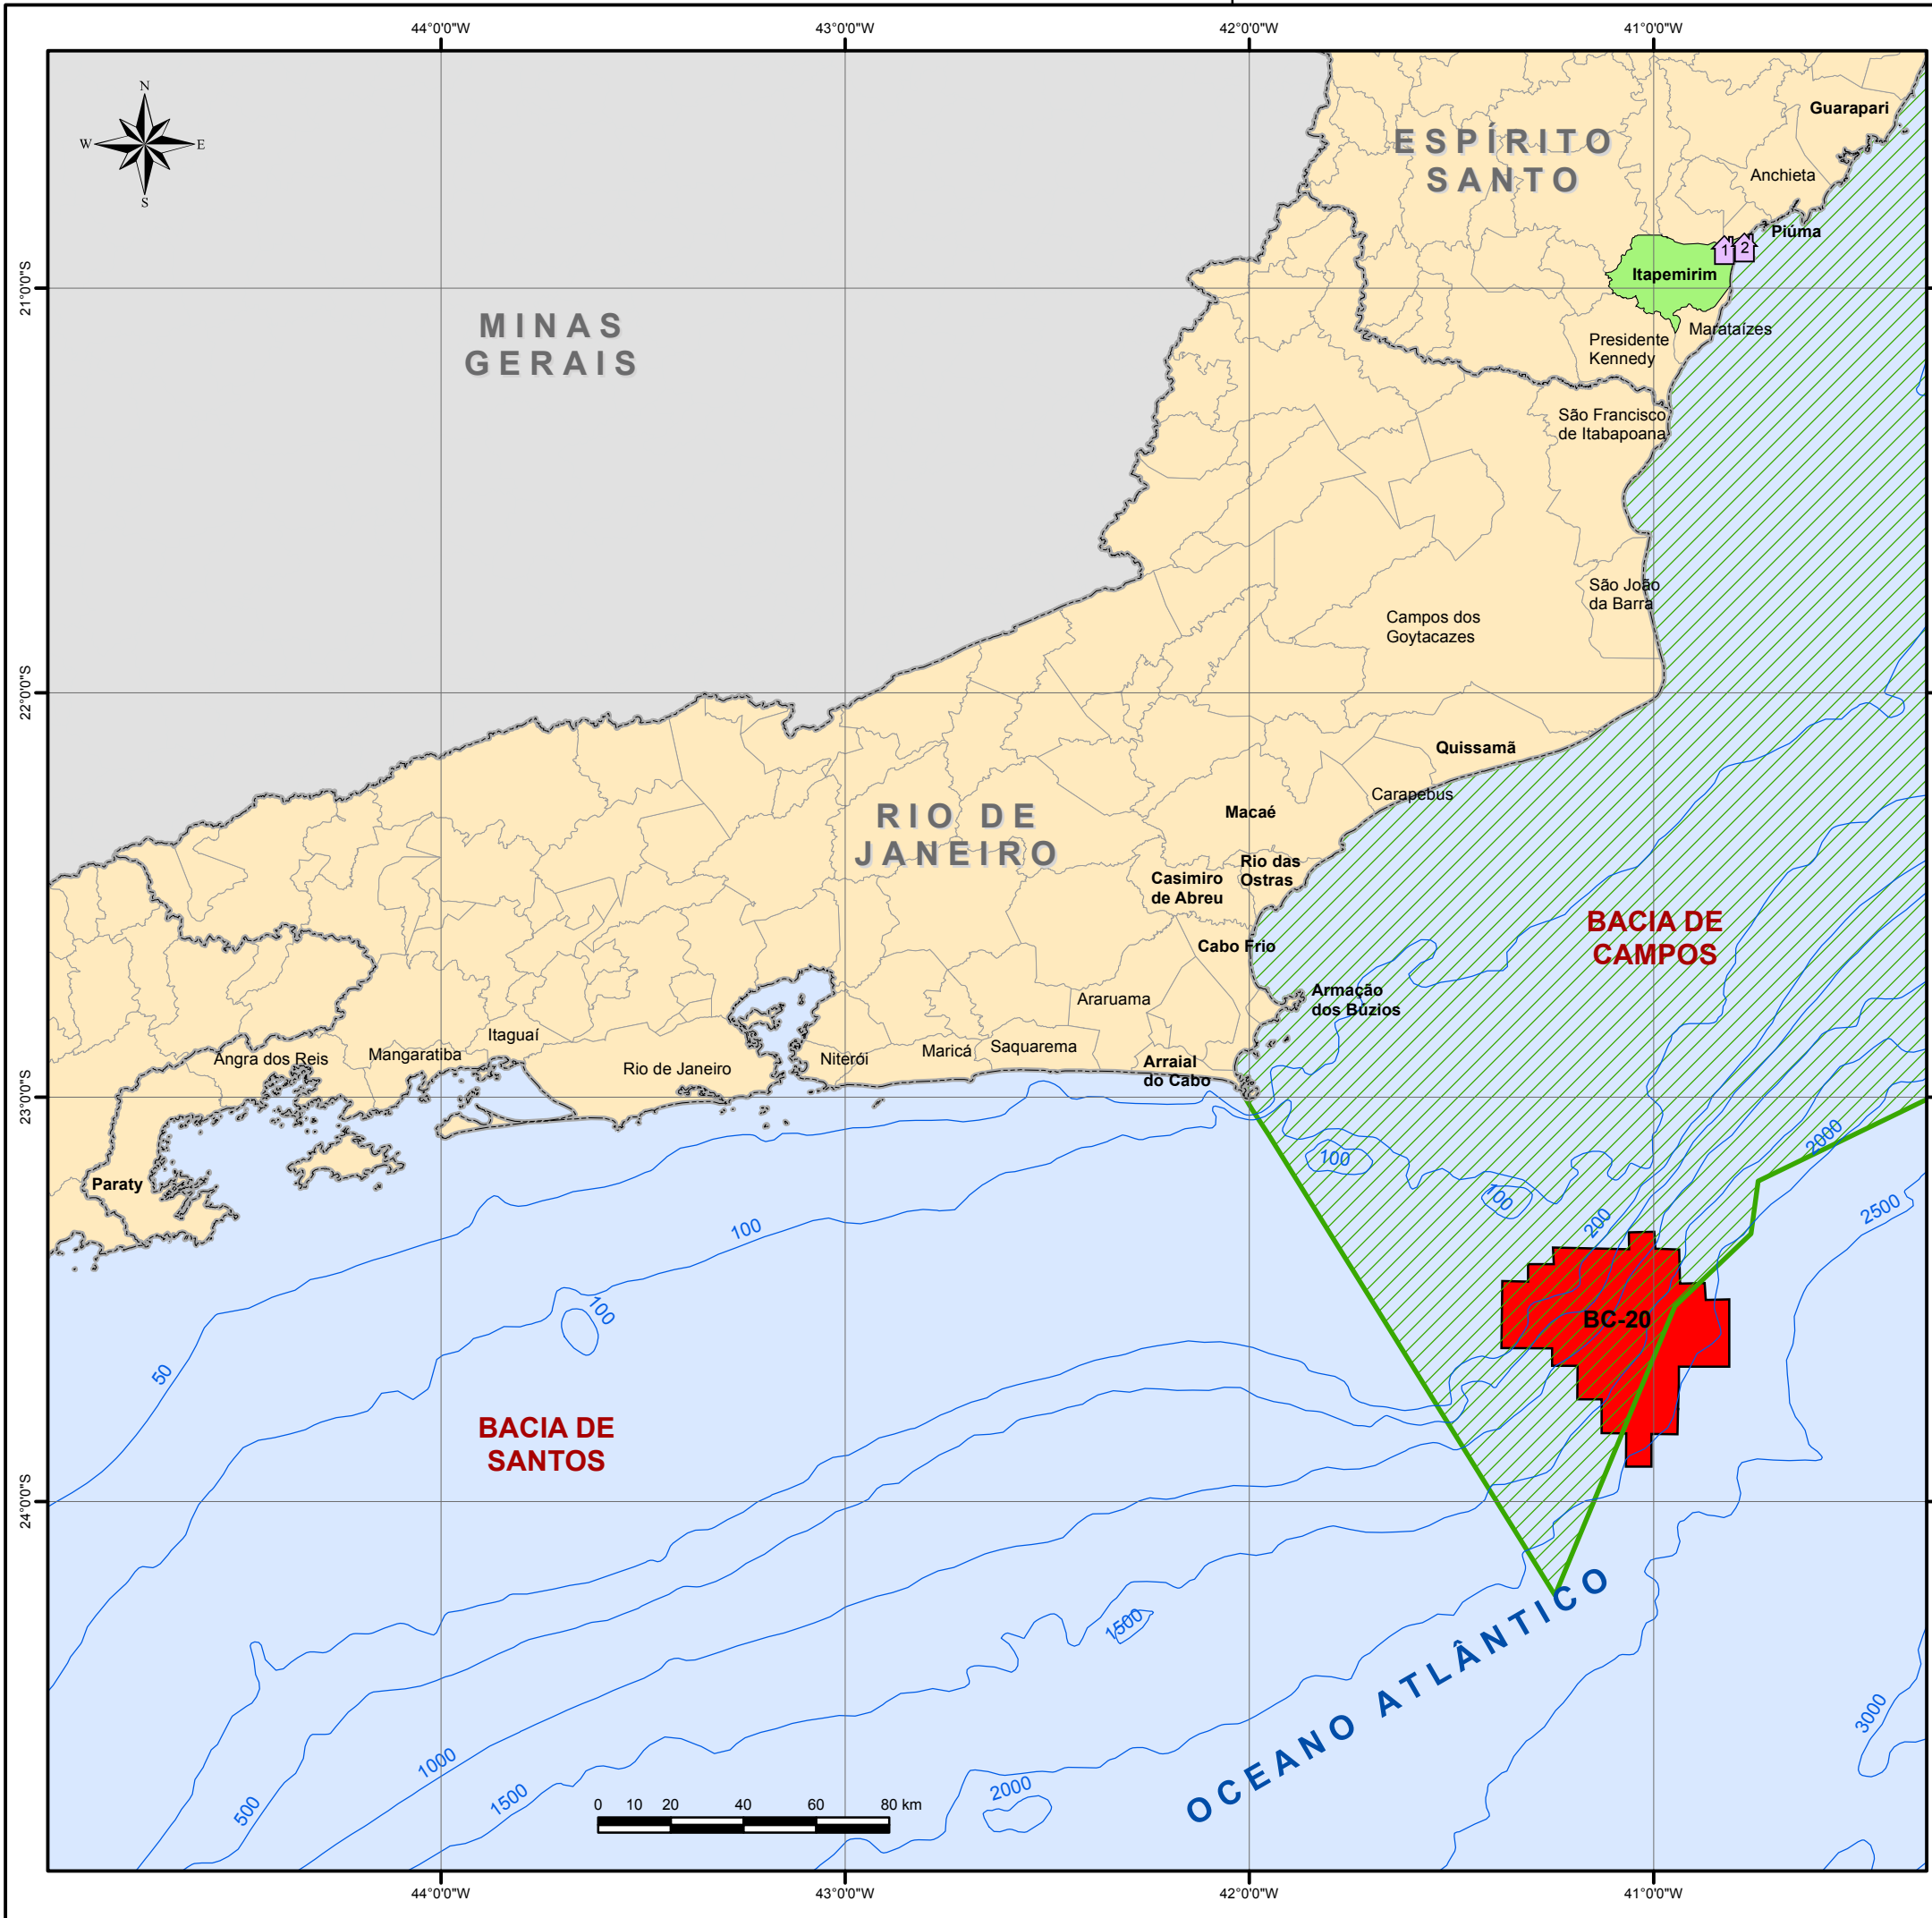 44°0'0"W
43°0'0"W
42°0'0"W
41°0'0"W
N
W
E
S
Guarapari
ESPÍRITO
SANTO
Anchieta
Piúma
1
2
Itapemirim
21°0'0"S
MINAS
GERAIS
Marataízes
Presidente
Kennedy
São Francisco
de Itabapoana
São João
da Barra
Campos dos
Goytacazes
22°0'0"S
Quissamã
Carapebus
RIO DE
JANEIRO
Macaé
Rio das
Ostras
Casimiro
de Abreu
BACIA DE
CAMPOS
Cabo Frio
Armação
dos Búzios
Araruama
Itaguaí
Angra dos Reis
Mangaratiba
Rio de Janeiro
Niterói
Maricá
Saquarema
Arraial
do Cabo
23°0'0"S
2000
100
Paraty
100
200
2500
100
100
BC-20
50
BACIA DE
SANTOS
24°0'0"S
OCEANO ATLÂNTICO
1500
3000
1000
1500
2000
500
0 10 20 40 60 80 km
44°0'0"W
43°0'0"W
42°0'0"W
41°0'0"W